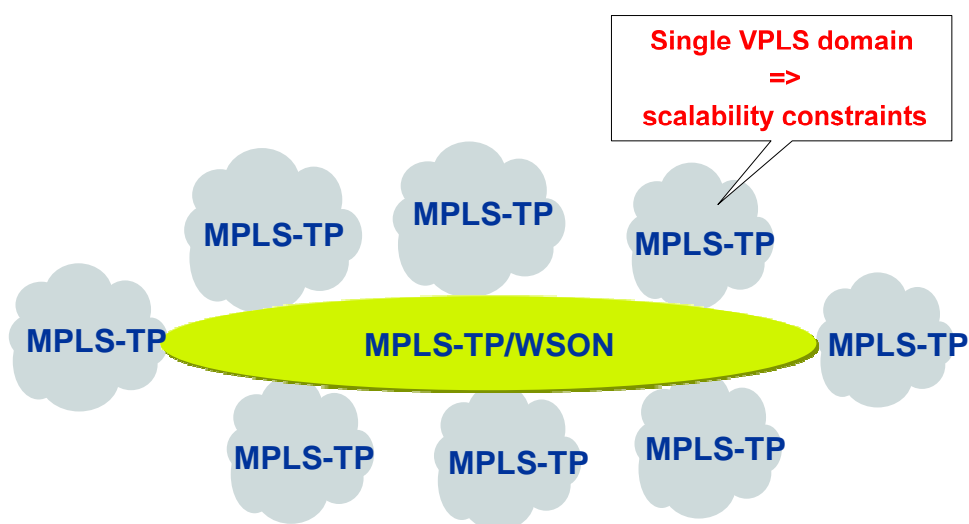 Single VPLS domain
=>
scalability constraints
MPLS-TP
MPLS-TP
MPLS-TP
MPLS-TP
MPLS-TP/WSON
MPLS-TP
MPLS-TP
MPLS-TP
MPLS-TP